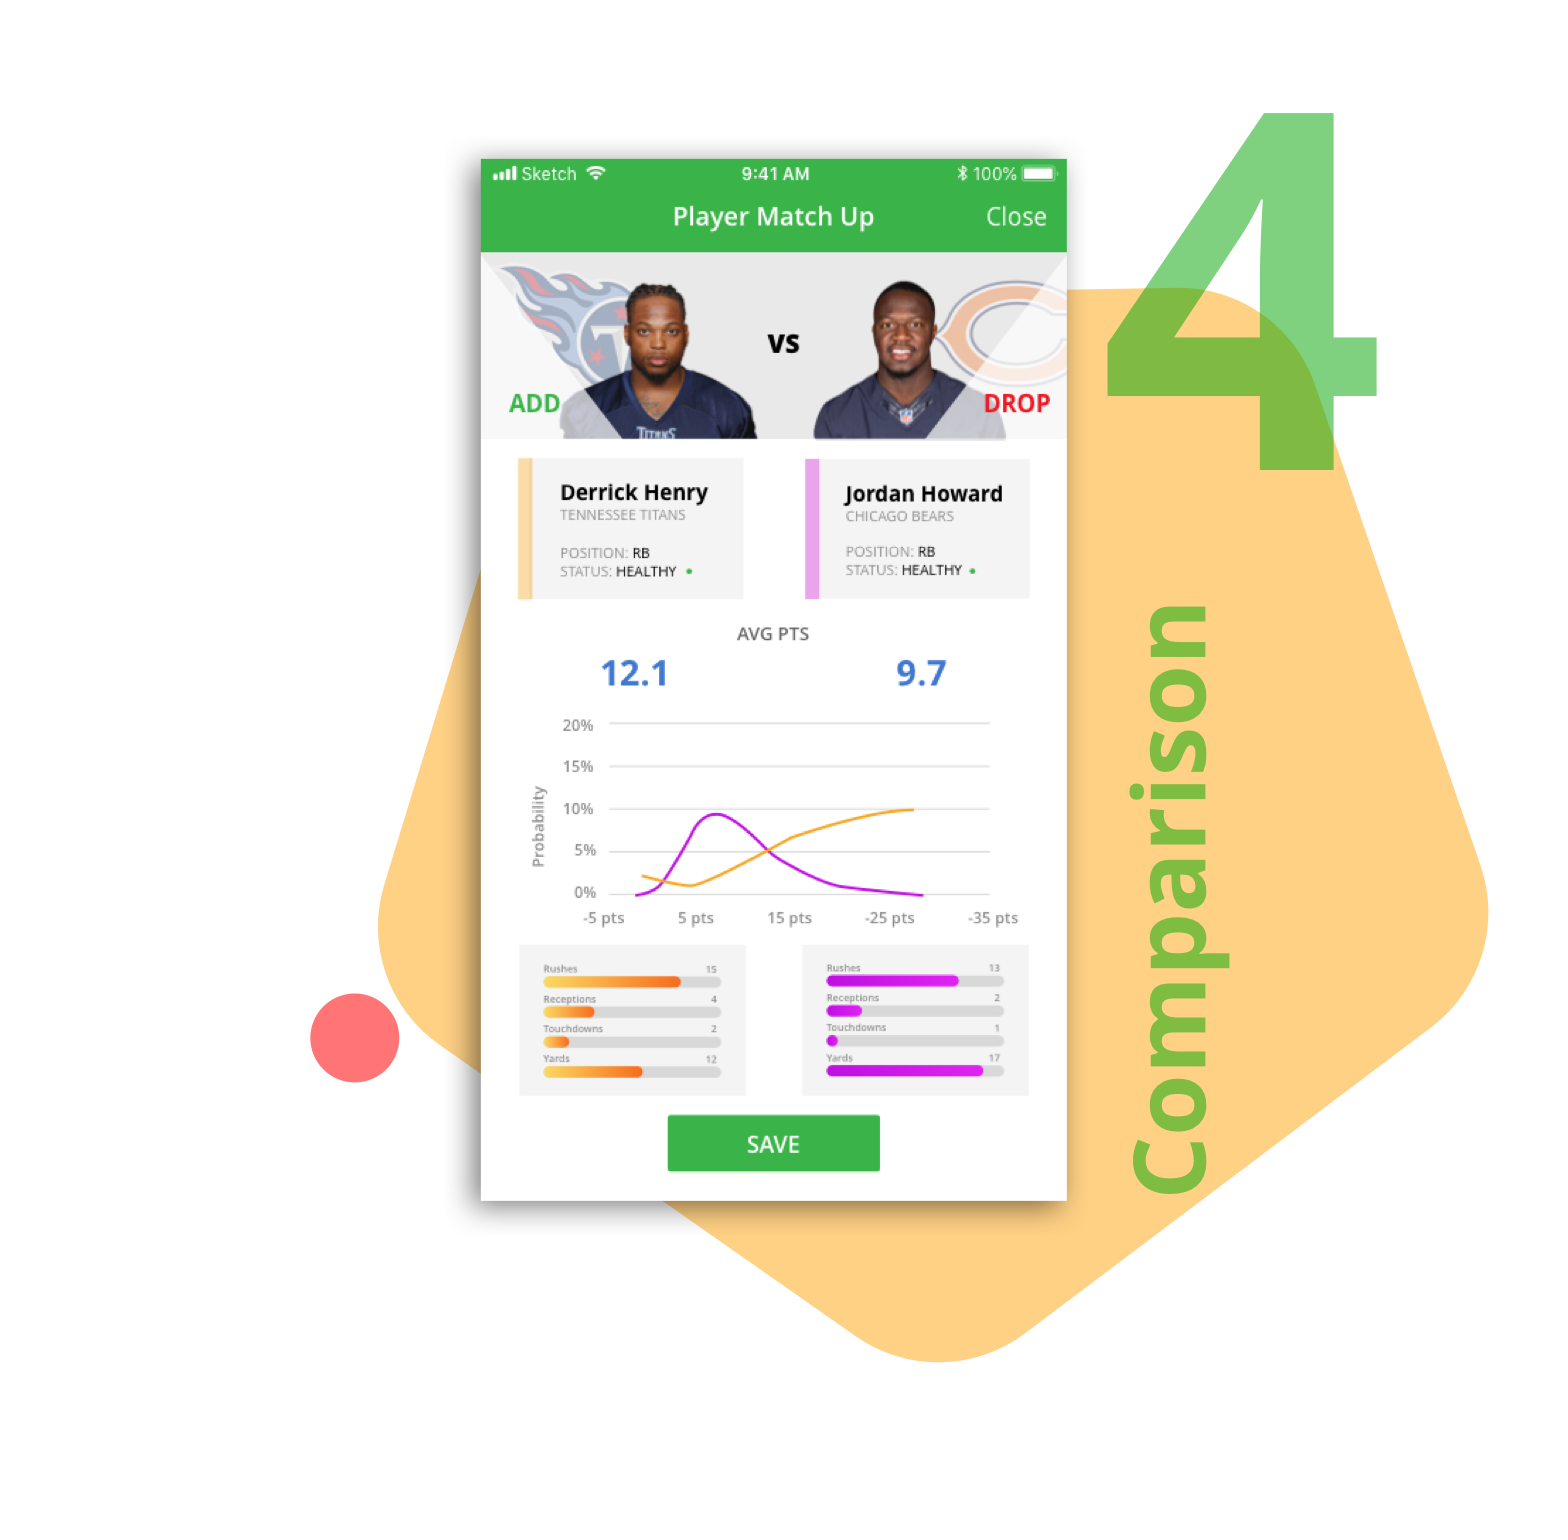 4
Sketch 9:41 AM 100%
Player Match Up Close
VS
ADD DROP
TITANS
Derrick Henry
TENNESSEE TITANS
POSITION: RB
STATUS: HEALTHY
Jordan Howard
CHICAGO BEARS
POSITION: RB
STATUS: HEALTHY
AVG PTS
12.1 9.7
20%
15%
10%
5%
0%
Probability
-5 pts 5 pts 15 pts -25 pts -35 pts
Rushes 15
Receptions 4
Touchdowns 2
Yards 12
Rushes 13
Receptions 2
Touchdowns 1
Yards 17
SAVE
Comparison